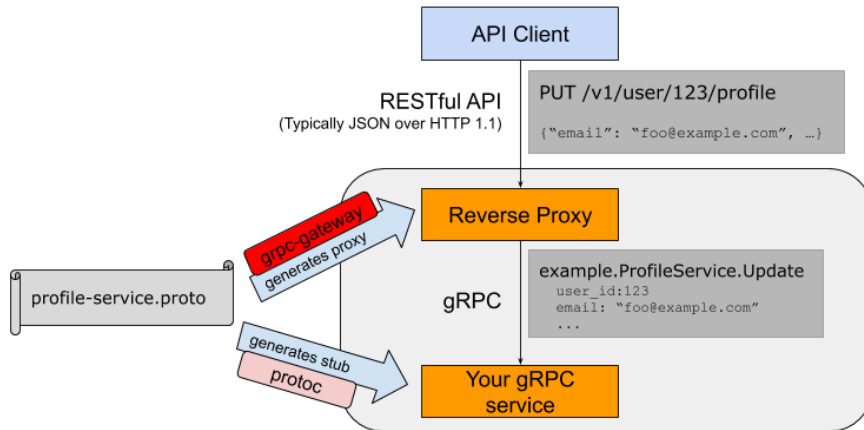 API Client
RESTful API
(Typically JSON over HTTP 1.1)
PUT /v1/user/123/profile
{“email”: “foo@example.com”, …}
grpc-gateway
generates proxy
Reverse Proxy
profile-service.proto
gRPC
example.ProfileService.Update
user_id:123
email: “foo@example.com”
...
generates stub
protoc
Your gRPC
service